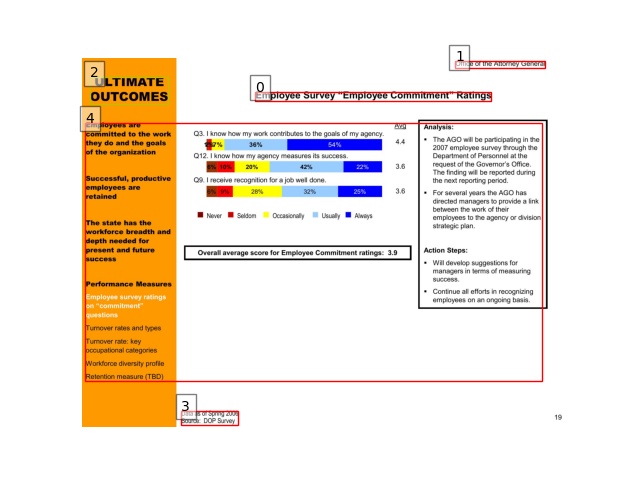 Office of the Attorney General
ULTIMATE
OUTCOMES
Employee Survey “Employee Commitment” Ratings
Employees are
committed to the work
they do and the goals
of the organization
Successful, productive
employees are
retained
The state has the
workforce breadth and
depth needed for
present and future
success
Performance Measures
Employee survey ratings
on “commitment”
questions
Turnover rates and types
Turnover rate: key
occupational categories
Workforce diversity profile
Retention measure (TBD)
Avg
Q3. I know how my work contributes to the goals of my agency.
7% 36% 54% 4.4
Q12. I know how my agency measures its success.
20% 42% 22% 3.6
Q9. I receive recognition for a job well done.
28% 32% 25% 3.6
Never Seldom Occasionally Usually Always
Overall average score for Employee Commitment ratings: 3.9
Analysis:
▪ The AGO will be participating in the
2007 employee survey through the
Department of Personnel at the
request of the Governor's Office.
The finding will be reported during
the next reporting period.
▪ For several years the AGO has
directed managers to provide a link
between the work of their
employees to the agency or division
strategic plan.
Action Steps:
▪ Will develop suggestions for
managers in terms of measuring
success.
▪ Continue all efforts in recognizing
employees on an ongoing basis.
Data as of Spring 2006
Source: DOP Survey
19
0
1
2
3
4